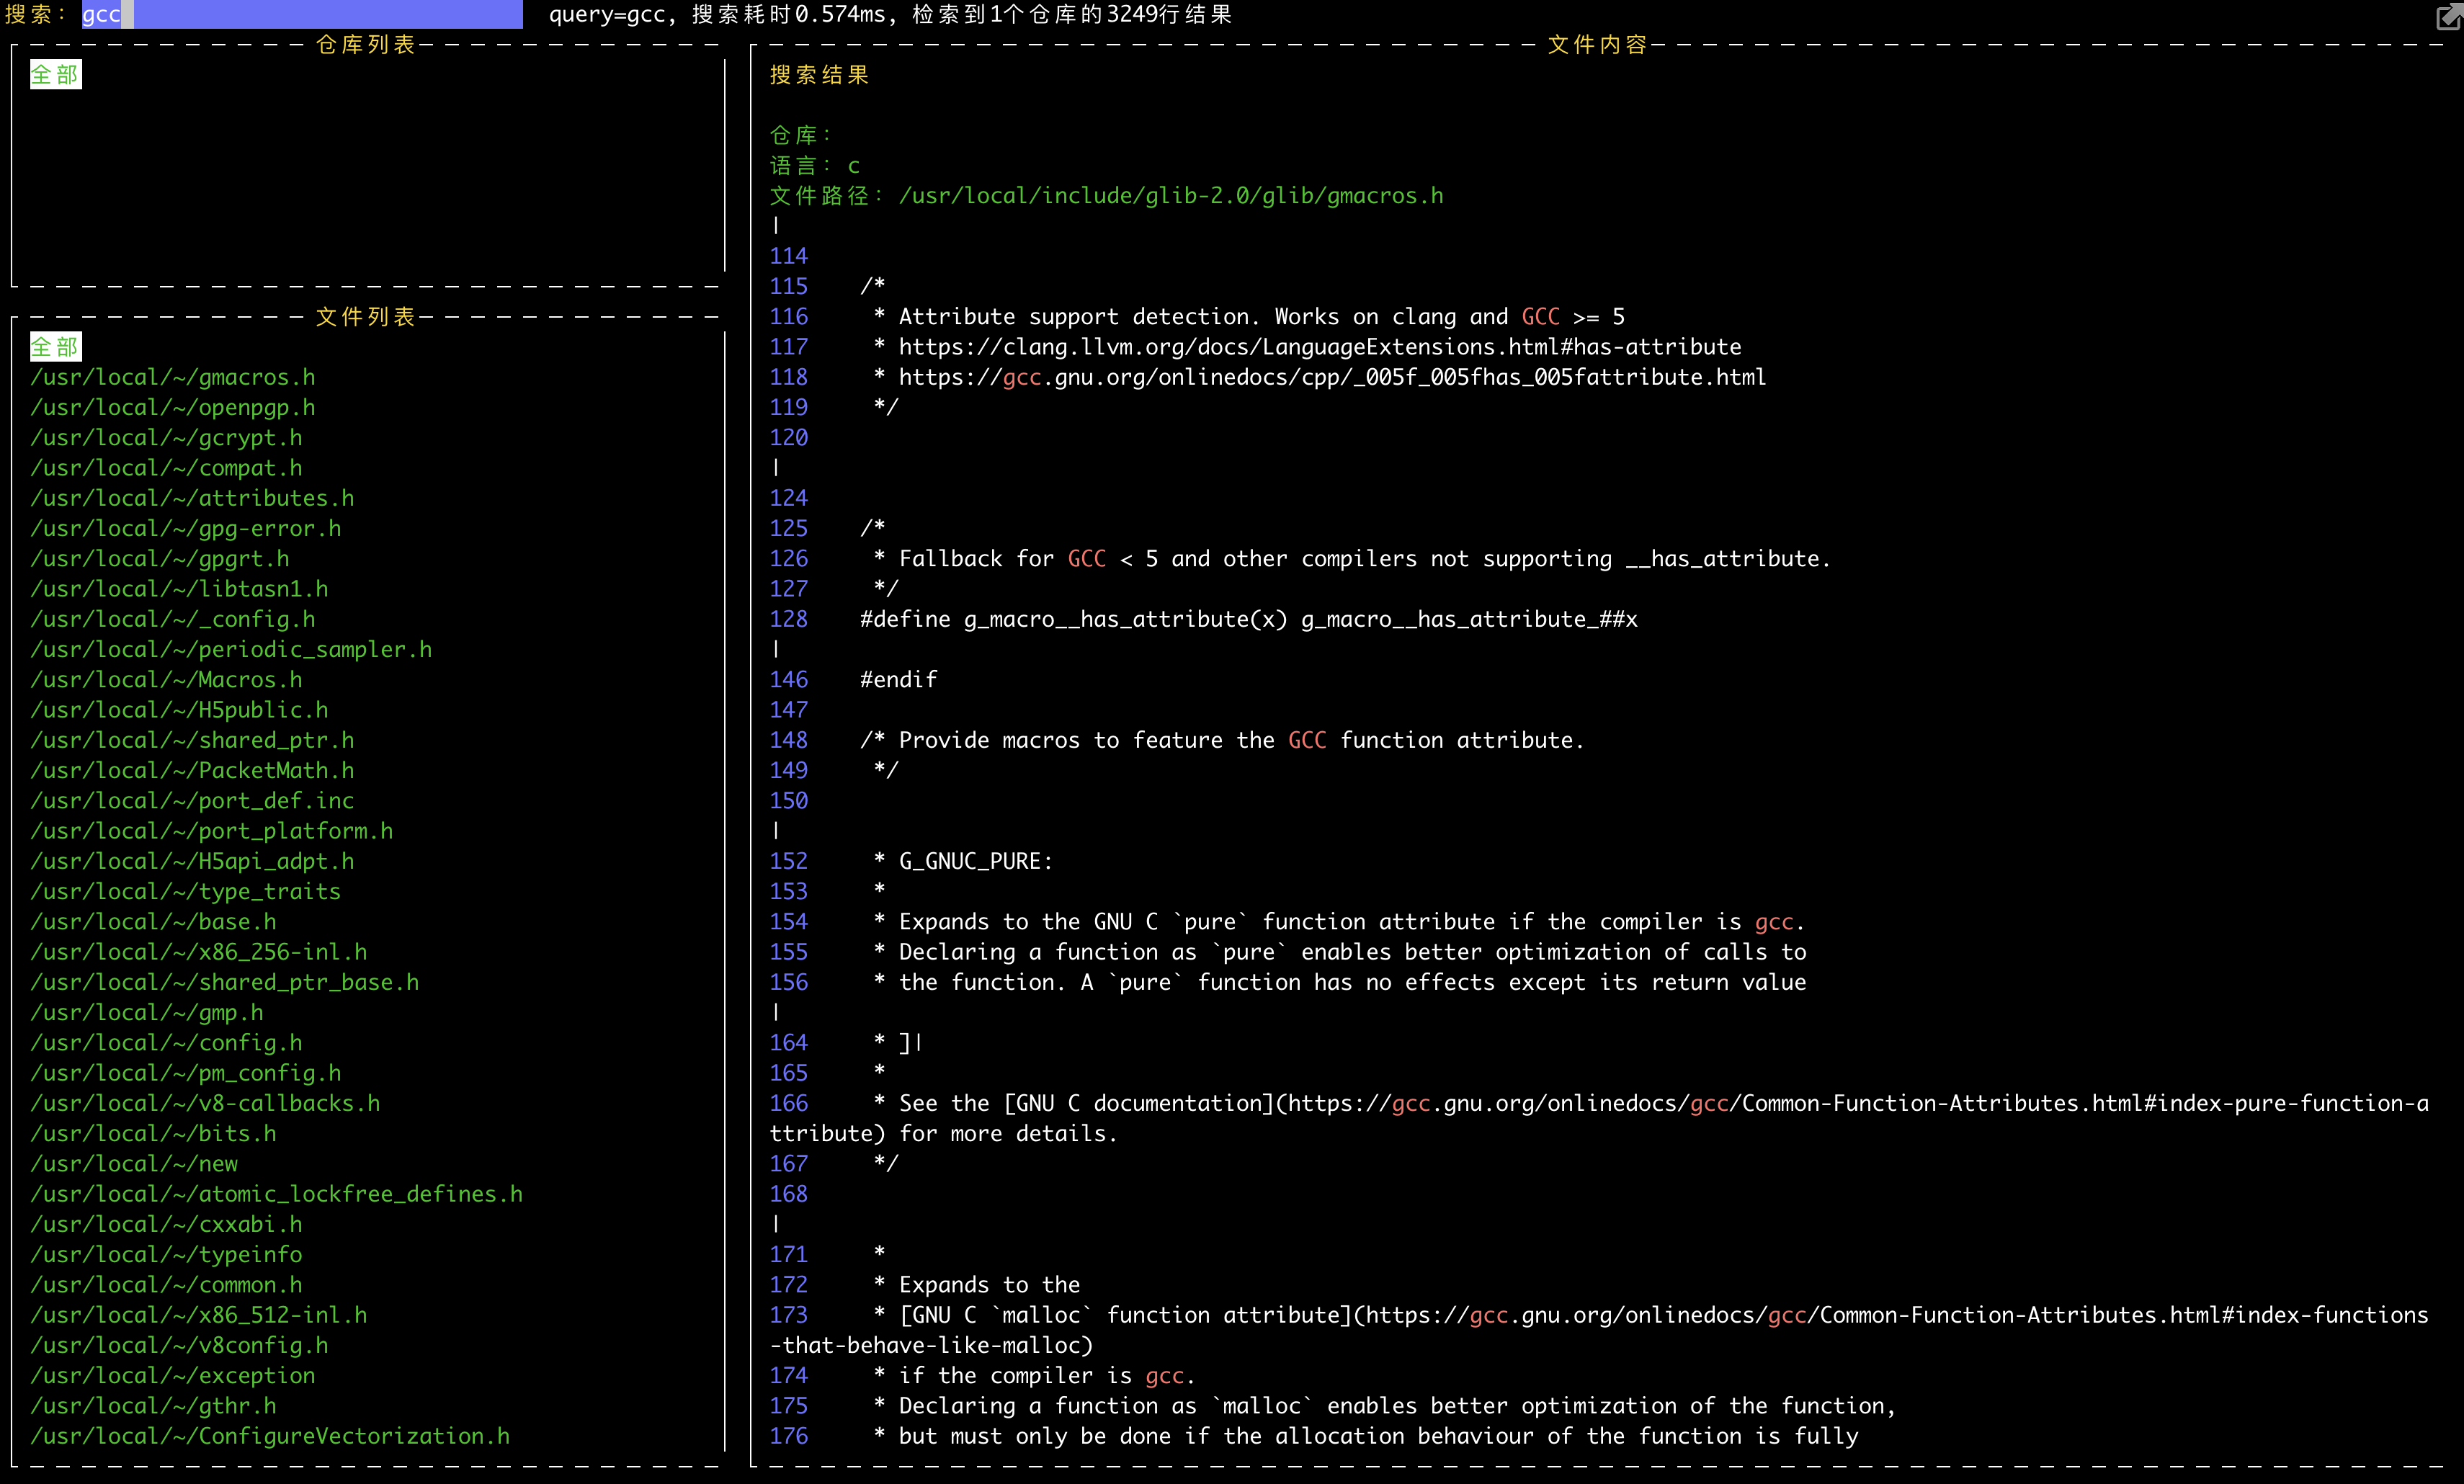 搜索: gcc query=gcc, 搜索耗时0.574ms, 检索到1个仓库的3249行结果
仓库列表
全部
文件列表
全部
/usr/local/~/gmacros.h
/usr/local/~/openpgp.h
/usr/local/~/gcrypt.h
/usr/local/~/compat.h
/usr/local/~/attributes.h
/usr/local/~/gpg-error.h
/usr/local/~/gpgrt.h
/usr/local/~/libtasn1.h
/usr/local/~/_config.h
/usr/local/~/periodic_sampler.h
/usr/local/~/Macros.h
/usr/local/~/H5public.h
/usr/local/~/shared_ptr.h
/usr/local/~/PacketMath.h
/usr/local/~/port_def.inc
/usr/local/~/port_platform.h
/usr/local/~/H5api_adpt.h
/usr/local/~/type_traits
/usr/local/~/base.h
/usr/local/~/x86_256-inl.h
/usr/local/~/shared_ptr_base.h
/usr/local/~/gmp.h
/usr/local/~/config.h
/usr/local/~/pm_config.h
/usr/local/~/v8-callbacks.h
/usr/local/~/bits.h
/usr/local/~/new
/usr/local/~/atomic_lockfree_defines.h
/usr/local/~/cxxabi.h
/usr/local/~/typeinfo
/usr/local/~/common.h
/usr/local/~/x86_512-inl.h
/usr/local/~/v8config.h
/usr/local/~/exception
/usr/local/~/gthr.h
/usr/local/~/ConfigureVectorization.h
文件内容
搜索结果
仓库:
语言: c
文件路径: /usr/local/include/glib-2.0/glib/gmacros.h
|
114
115    /*
116     * Attribute support detection. Works on clang and GCC >= 5
117     * https://clang.llvm.org/docs/LanguageExtensions.html#has-attribute
118     * https://gcc.gnu.org/onlinedocs/cpp/_005f_005fhas_005fattribute.html
119     */
120
|
124
125    /*
126     * Fallback for GCC < 5 and other compilers not supporting __has_attribute.
127     */
128    #define g_macro__has_attribute(x) g_macro__has_attribute_##x
|
146    #endif
147
148    /* Provide macros to feature the GCC function attribute.
149     */
150
|
152     * G_GNUC_PURE:
153     *
154     * Expands to the GNU C `pure` function attribute if the compiler is gcc.
155     * Declaring a function as `pure` enables better optimization of calls to
156     * the function. A `pure` function has no effects except its return value
|
164     * ]|
165     *
166     * See the [GNU C documentation](https://gcc.gnu.org/onlinedocs/gcc/Common-Function-Attributes.html#index-pure-function-a
ttribute) for more details.
167     */
168
|
171     *
172     * Expands to the
173     * [GNU C `malloc` function attribute](https://gcc.gnu.org/onlinedocs/gcc/Common-Function-Attributes.html#index-functions
-that-behave-like-malloc)
174     * if the compiler is gcc.
175     * Declaring a function as `malloc` enables better optimization of the function,
176     * but must only be done if the allocation behaviour of the function is fully